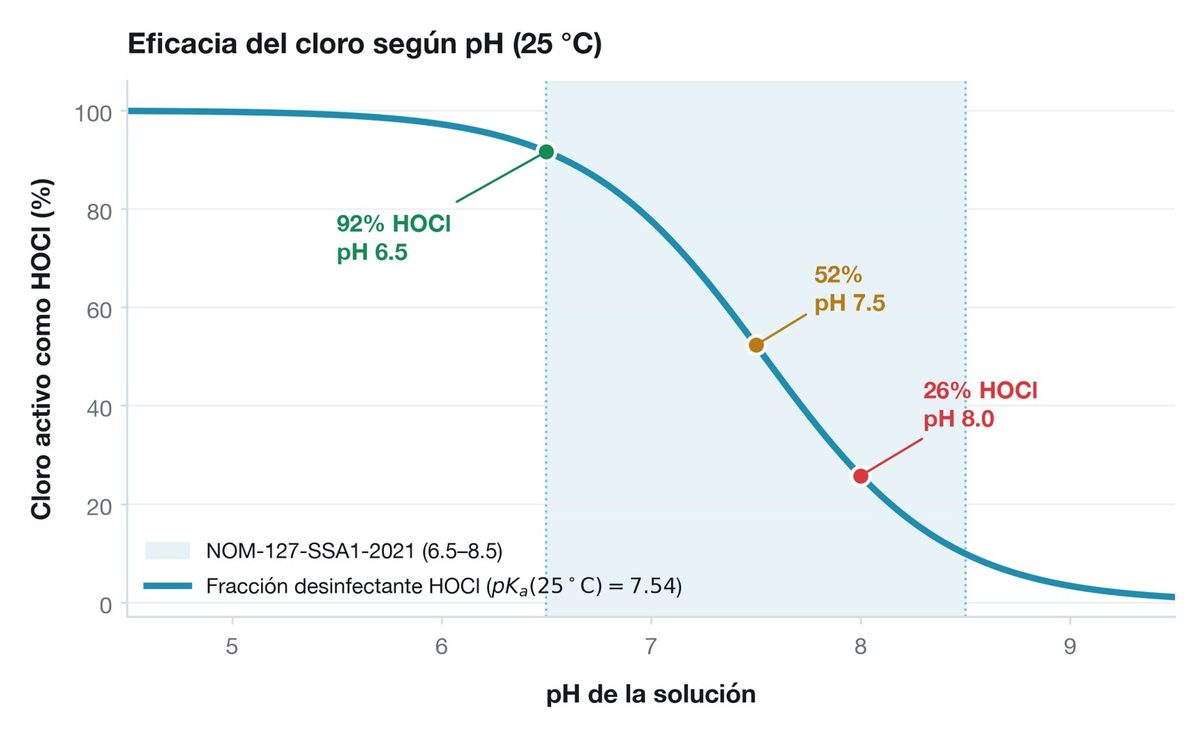 Eficacia del cloro según pH (25 °C)
Cloro activo como HOCl (%)
100
80
60
40
20
0
92% HOCl
pH 6.5
52%
pH 7.5
26% HOCl
pH 8.0
NOM-127-SSA1-2021 (6.5–8.5)
Fracción desinfectante HOCl (pKₐ(25°C) = 7.54)
5
6
7
8
9
pH de la solución